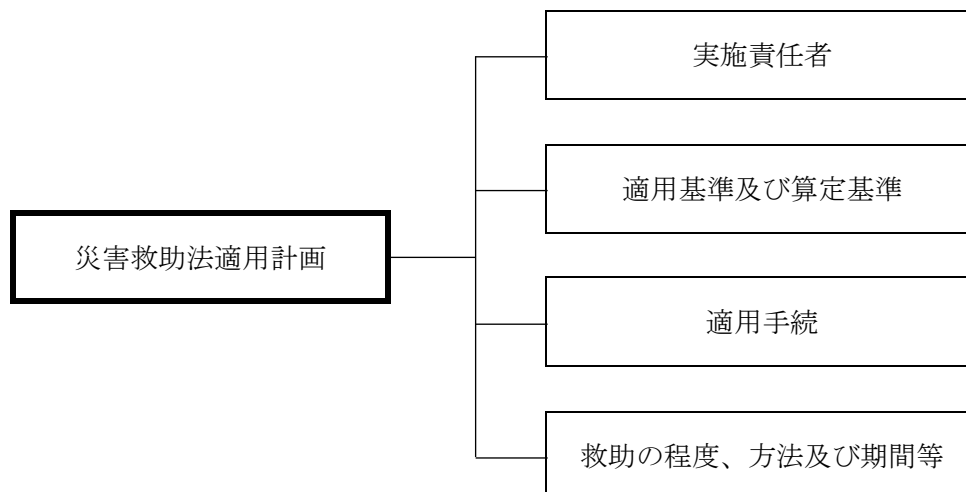 実施責任者
適用基準及び算定基準
災害救助法適用計画
適用手続
救助の程度、方法及び期間等